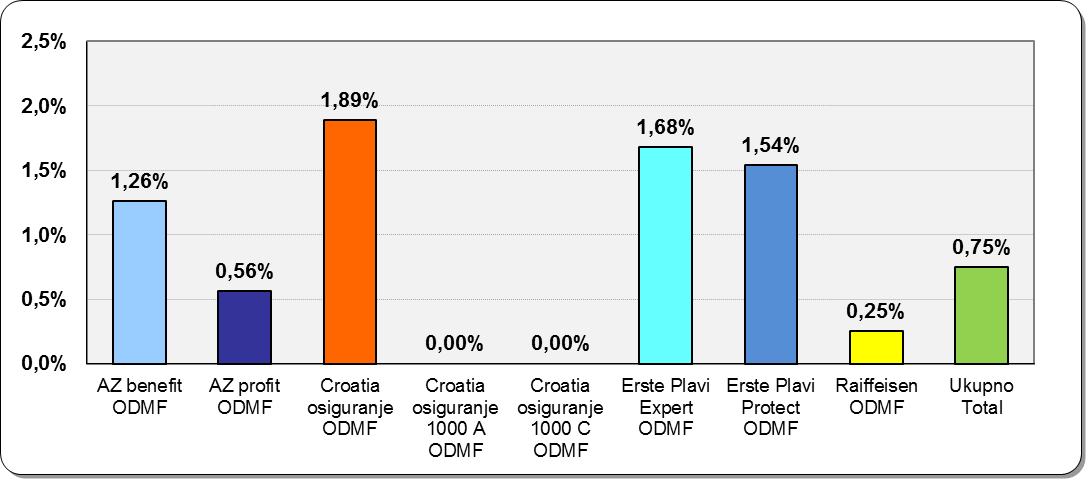 2,5%
2,0%
1,5%
1,0%
0,5%
0,0%
1,26%
0,56%
1,89%
0,00%
0,00%
1,68%
1,54%
0,25%
0,75%
AZ benefit
ODMF
AZ profit
ODMF
Croatia
osiguranje
ODMF
Croatia
osiguranje
1000 A
ODMF
Croatia
osiguranje
1000 C
ODMF
Erste Plavi
Expert
ODMF
Erste Plavi
Protect
ODMF
Raiffeisen
ODMF
Ukupno
Total